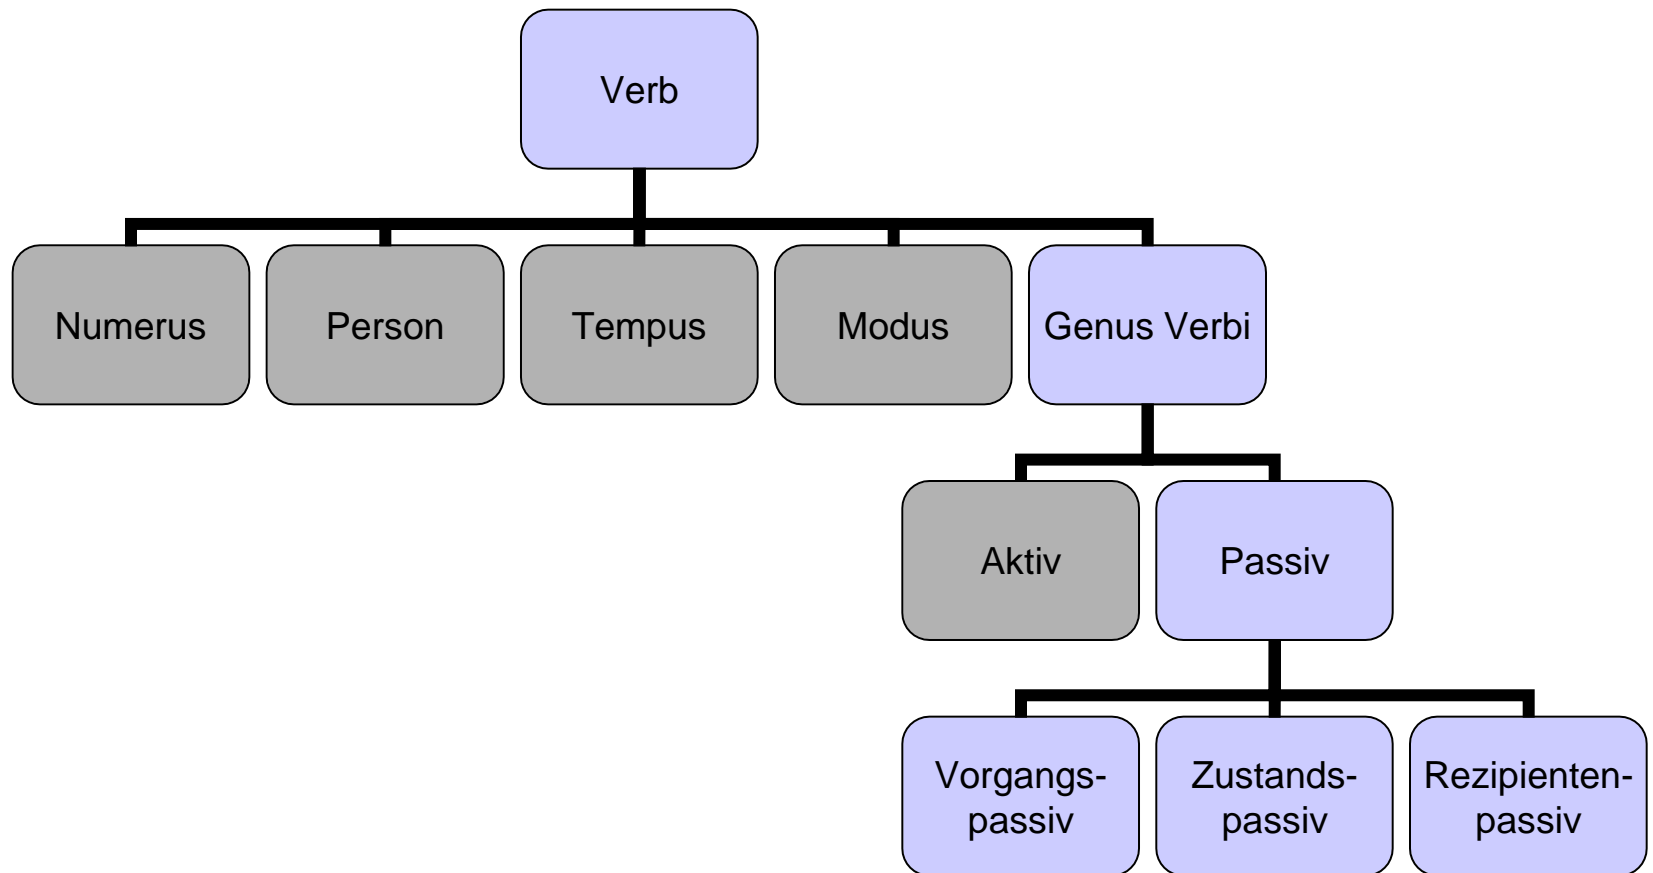 Verb
Numerus
Person
Tempus
Modus
Genus Verbi
Aktiv
Passiv
Vorgangs-
passiv
Zustands-
passiv
Rezipienten-
passiv